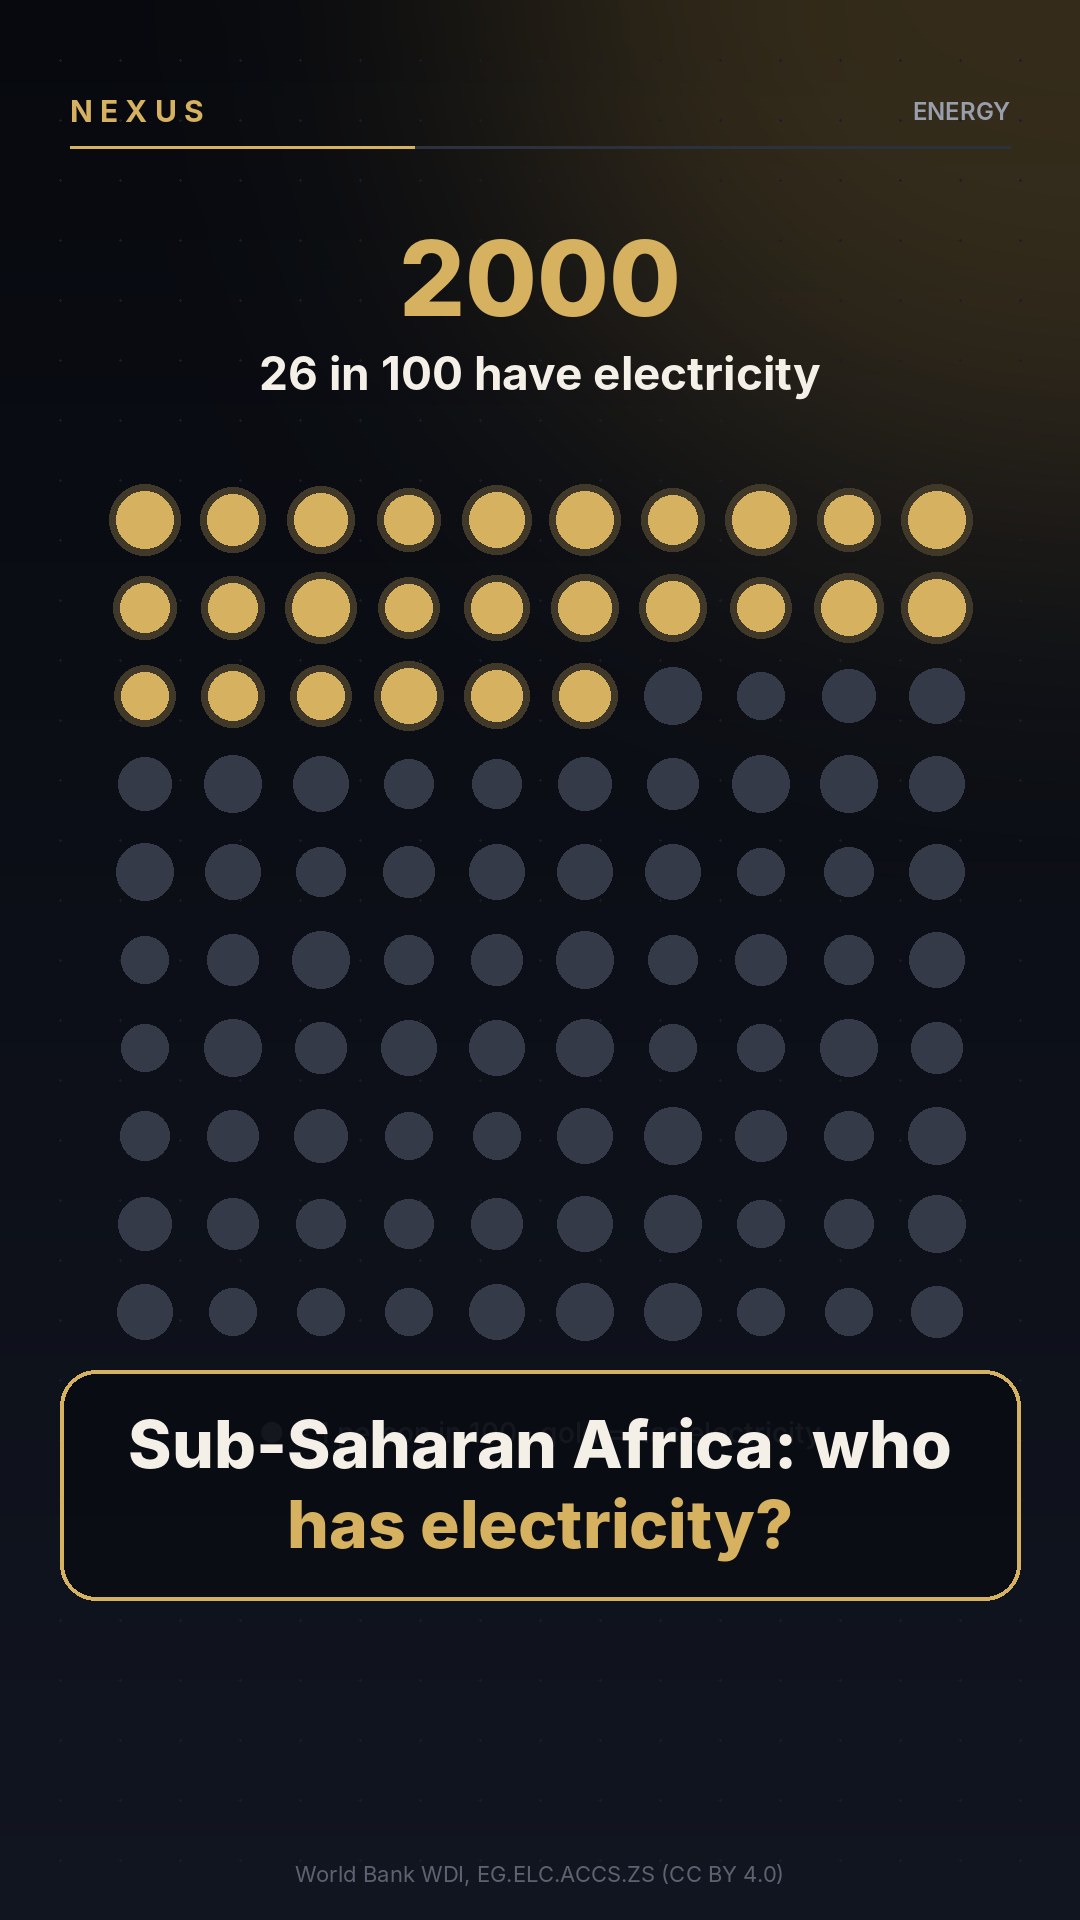 NEXUS
ENERGY
2000
26 in 100 have electricity
Sub-Saharan Africa: who
has electricity?
World Bank WDI, EG.ELC.ACCS.ZS (CC BY 4.0)